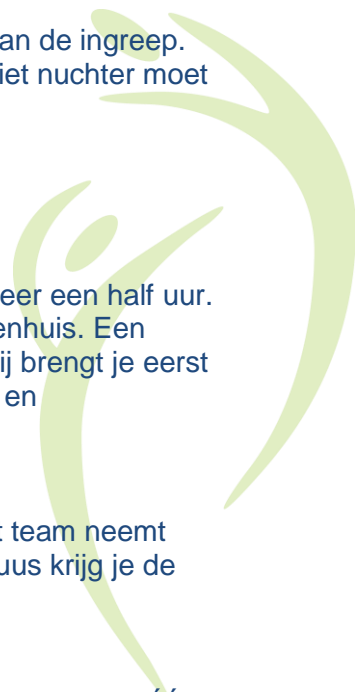 an de ingreep.
iet nuchter moet
eer een half uur.
enhuis. Een
ij brengt je eerst
en
t team neemt
uus krijg je de